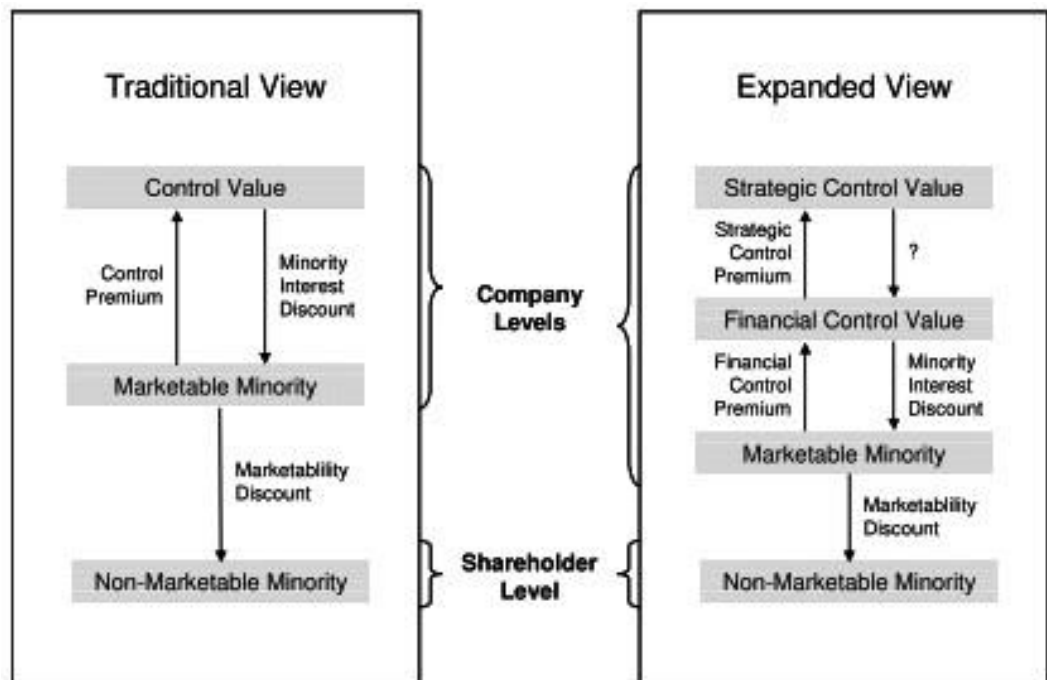 Traditional View
Control Value
Control
Premium
Minority
Interest
Discount
Marketable Minority
Marketablility
Discount
Non-Marketable Minority
Company
Levels
Shareholder
Level
Expanded View
Strategic Control Value
Strategic
Control
Premium
?
Financial Control Value
Financial
Control
Premium
Minority
Interest
Discount
Marketable Minority
Marketablility
Discount
Non-Marketable Minority